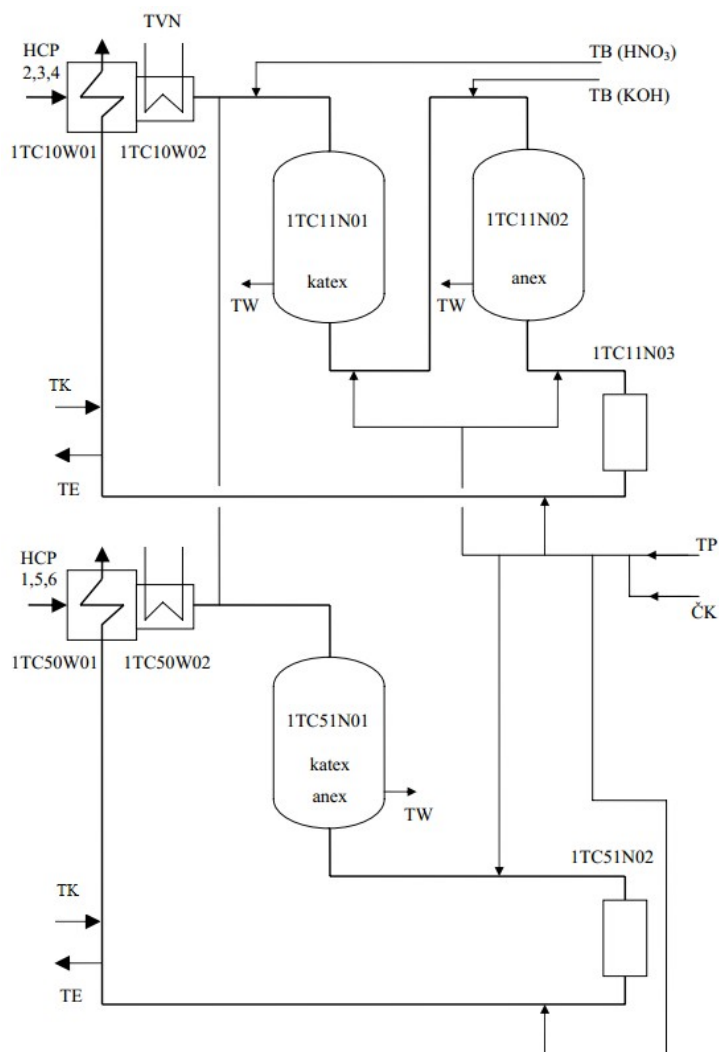 TVN
HCP
2,3,4
TB (HNO₃)
TB (KOH)
1TC10W01
1TC10W02
1TC11N01
katex
1TC11N02
anex
TW
TW
1TC11N03
TK
TE
TP
ČK
HCP
1,5,6
1TC50W01
1TC50W02
1TC51N01
katex
anex
TW
1TC51N02
TK
TE